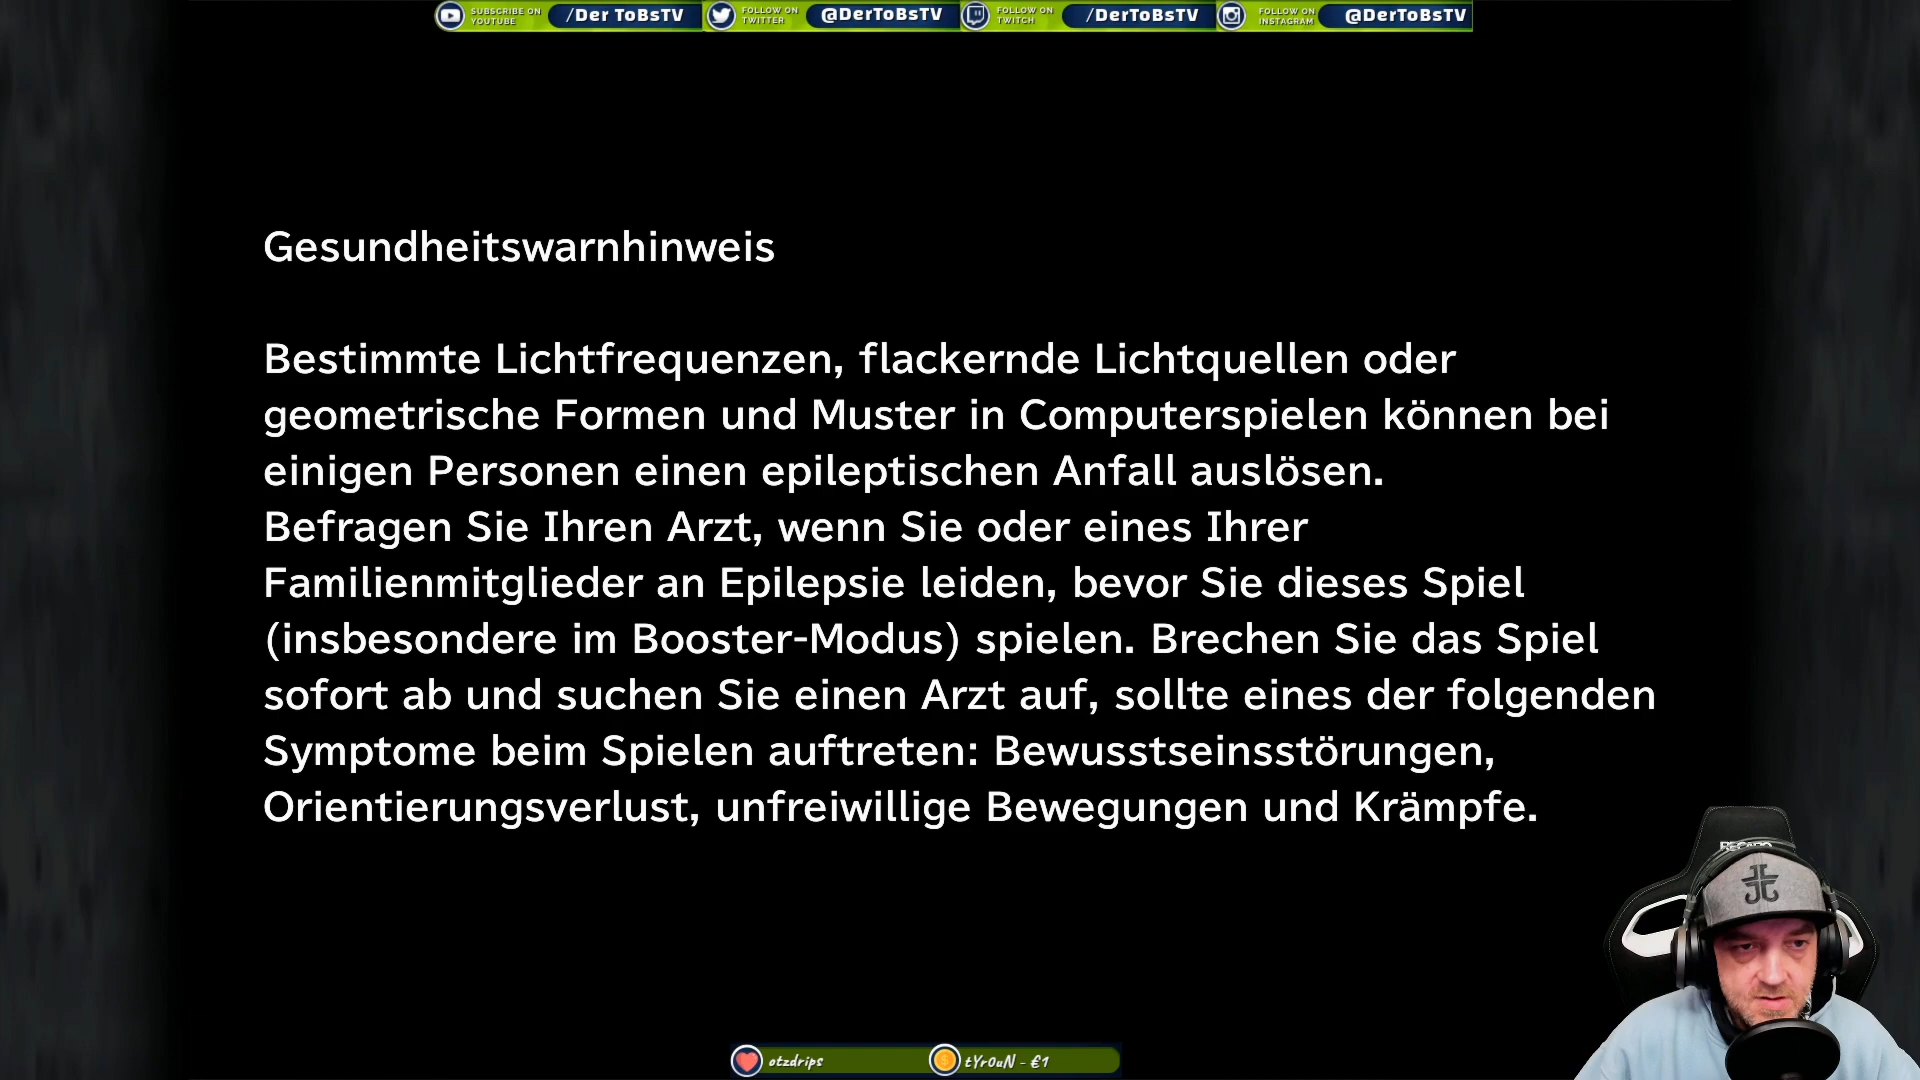 SUBSCRIBE ON YOUTUBE /Der ToBsTV FOLLOW ON TWITTER @DerToBsTV FOLLOW ON TWITCH /DerToBsTV FOLLOW ON INSTAGRAM @DerToBsTV
Gesundheitswarnhinweis
Bestimmte Lichtfrequenzen, flackernde Lichtquellen oder
geometrische Formen und Muster in Computerspielen können bei
einigen Personen einen epileptischen Anfall auslösen.
Befragen Sie Ihren Arzt, wenn Sie oder eines Ihrer
Familienmitglieder an Epilepsie leiden, bevor Sie dieses Spiel
(insbesondere im Booster-Modus) spielen. Brechen Sie das Spiel
sofort ab und suchen Sie einen Arzt auf, sollte eines der folgenden
Symptome beim Spielen auftreten: Bewusstseinsstörungen,
Orientierungsverlust, unfreiwillige Bewegungen und Krämpfe.
otzdrips tYr0uN - €1